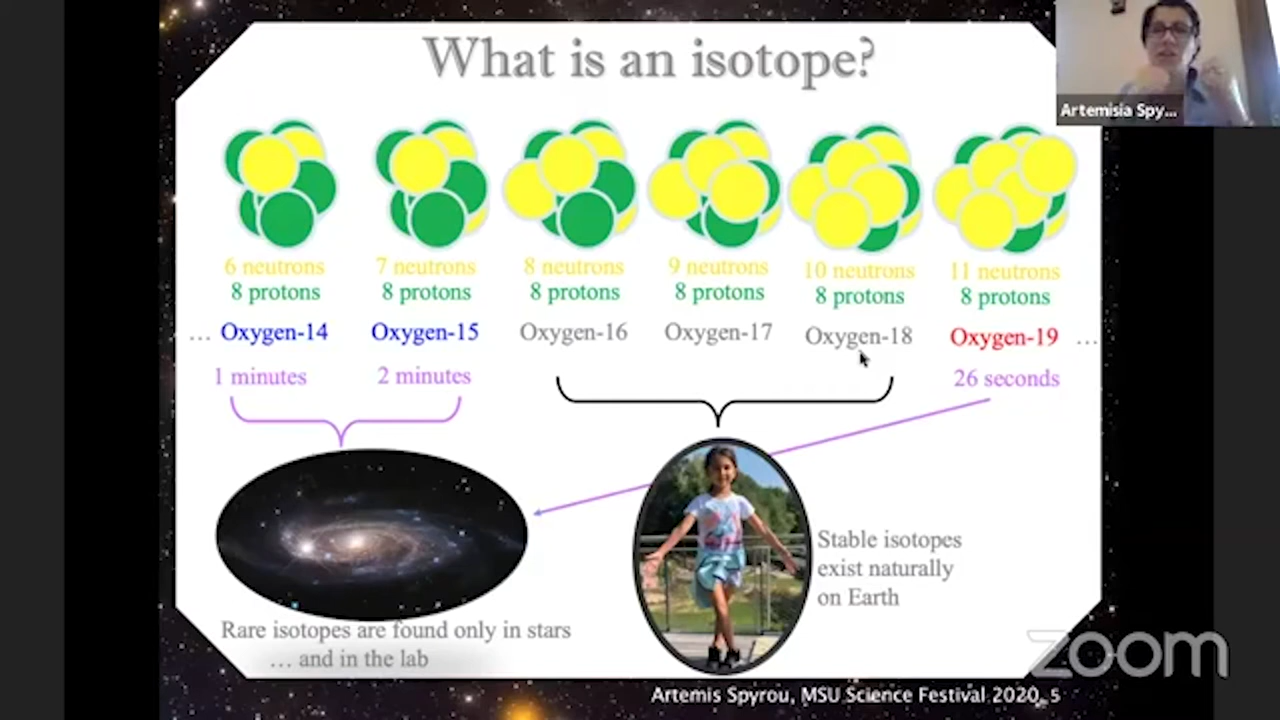 What is an isotope?
Artemisia Spy...
6 neutrons 7 neutrons 8 neutrons 9 neutrons 10 neutrons 11 neutrons
8 protons 8 protons 8 protons 8 protons 8 protons 8 protons
... Oxygen-14 Oxygen-15 Oxygen-16 Oxygen-17 Oxygen-18 Oxygen-19 ...
1 minutes 2 minutes 26 seconds
Stable isotopes
exist naturally
on Earth
Rare isotopes are found only in stars
... and in the lab
zoom
Artemis Spyrou, MSU Science Festival 2020, 5